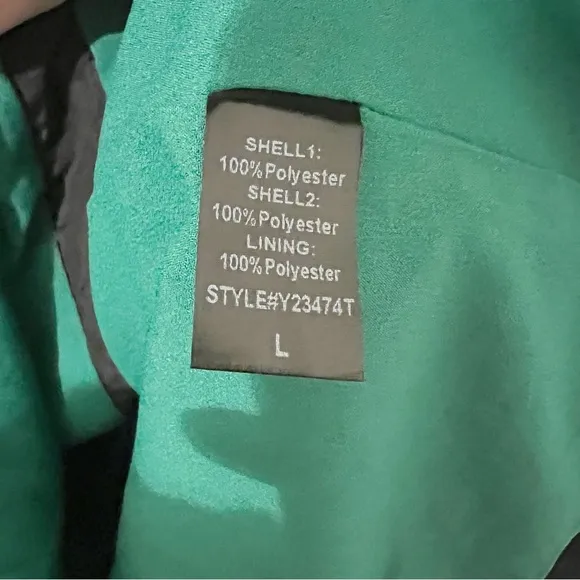 SHELL1:
100%Polyester
SHELL2:
100%Polyester
LINING:
100%Polyester
STYLE#Y23474T
L